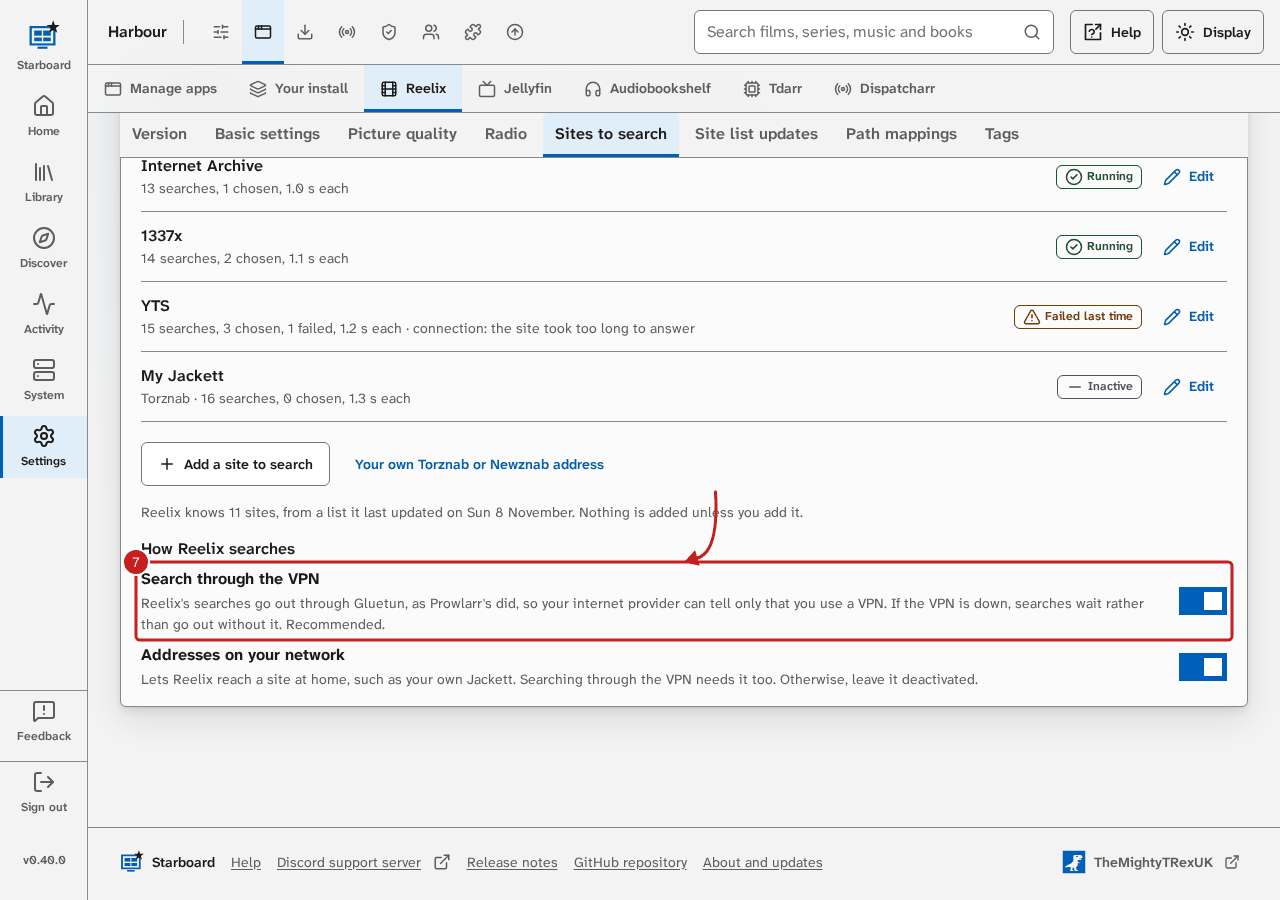 Starboard
Home
Library
Discover
Activity
System
Settings
Feedback
Sign out
v0.40.0
Harbour
Search films, series, music and books
Help
Display
Manage apps
Your install
Reelix
Jellyfin
Audiobookshelf
Tdarr
Dispatcharr
Version
Basic settings
Picture quality
Radio
Sites to search
Site list updates
Path mappings
Tags
Internet Archive
13 searches, 1 chosen, 1.0 s each
Running
Edit
1337x
14 searches, 2 chosen, 1.1 s each
Running
Edit
YTS
15 searches, 3 chosen, 1 failed, 1.2 s each · connection: the site took too long to answer
Failed last time
Edit
My Jackett
Torznab · 16 searches, 0 chosen, 1.3 s each
Inactive
Edit
Add a site to search
Your own Torznab or Newznab address
Reelix knows 11 sites, from a list it last updated on Sun 8 November. Nothing is added unless you add it.
How Reelix searches
7
Search through the VPN
Reelix's searches go out through Gluetun, as Prowlarr's did, so your internet provider can tell only that you use a VPN. If the VPN is down, searches wait rather
than go out without it. Recommended.
Addresses on your network
Lets Reelix reach a site at home, such as your own Jackett. Searching through the VPN needs it too. Otherwise, leave it deactivated.
Starboard
Help
Discord support server
Release notes
GitHub repository
About and updates
TheMightyTRexUK